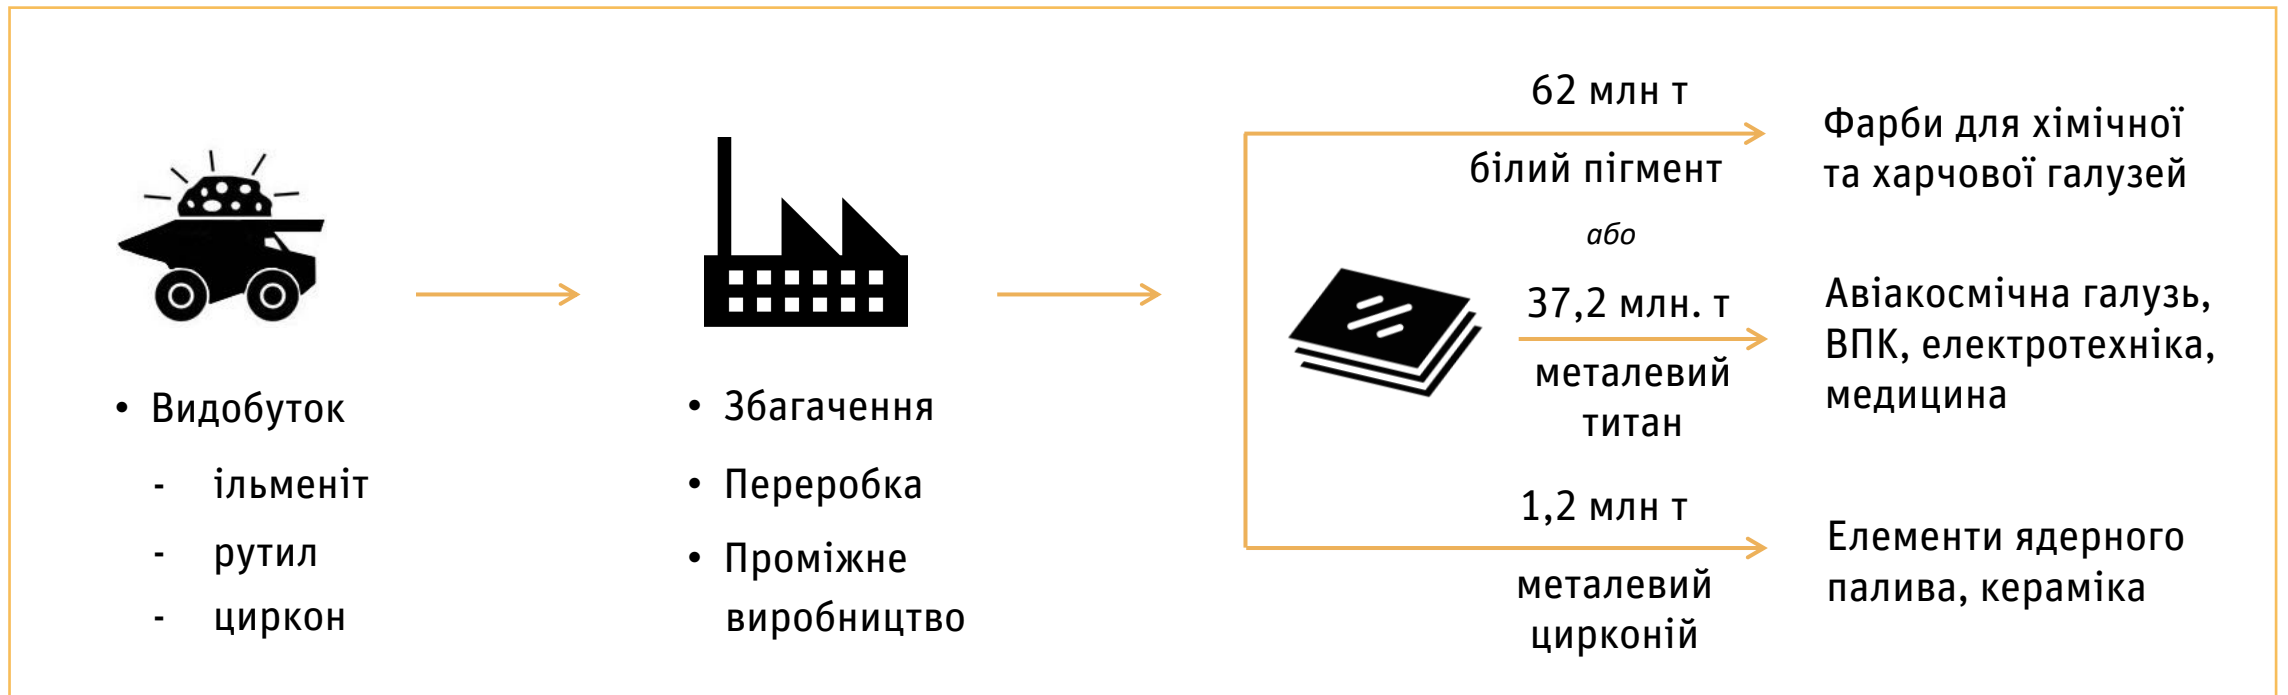 • Видобуток
- ільменіт
- рутил
- циркон
• Збагачення
• Переробка
• Проміжне
виробництво
62 млн т
білий пігмент
або
37,2 млн. т
металевий
титан
1,2 млн т
металевий
цирконій
Фарби для хімічної
та харчової галузей
Авіакосмічна галузь,
ВПК, електротехніка,
медицина
Елементи ядерного
палива, кераміка